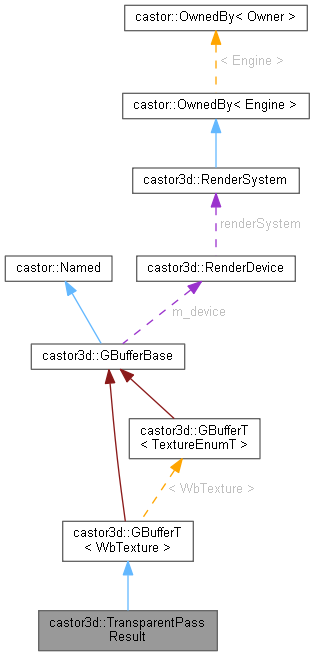 castor::OwnedBy< Owner >
< Engine >
castor::OwnedBy< Engine >
castor3d::RenderSystem
renderSystem
castor::Named
castor3d::RenderDevice
m_device
castor3d::GBufferBase
castor3d::GBufferT
< TextureEnumT >
< WbTexture >
castor3d::GBufferT
< WbTexture >
castor3d::TransparentPass
Result